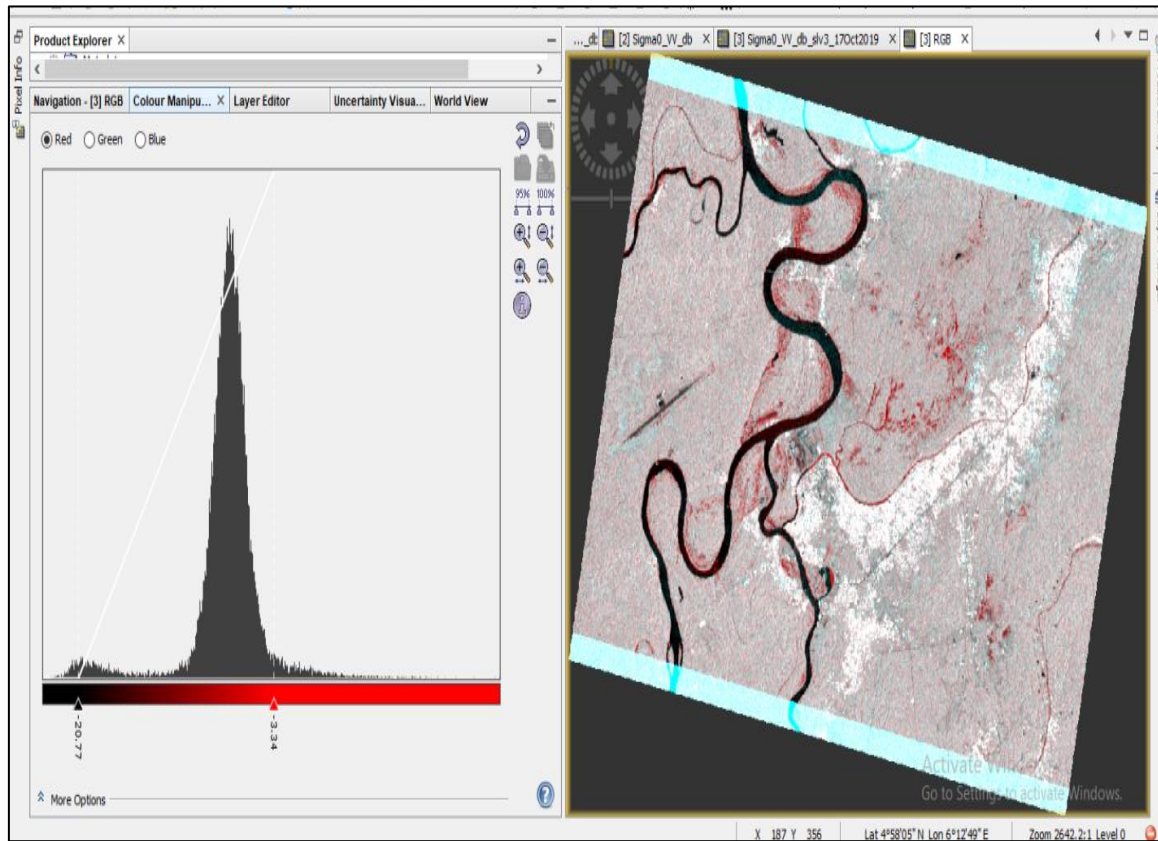 Product Explorer ×
..._dt [2] Sigma0_VV_db × [3] Sigma0_VV_db_slv3_17Oct2019 × [3] RGB ×
Pixel Info
Navigation - [3] RGB Colour Manipu... × Layer Editor Uncertainty Visua... World View
Red Green Blue
95% 100%
-20.77 -3.34
More Options
Activate Windows
Go to Settings to activate Windows.
X 187 Y 356 Lat 4°58'05" N Lon 6°12'49" E Zoom 2642.2:1 Level 0